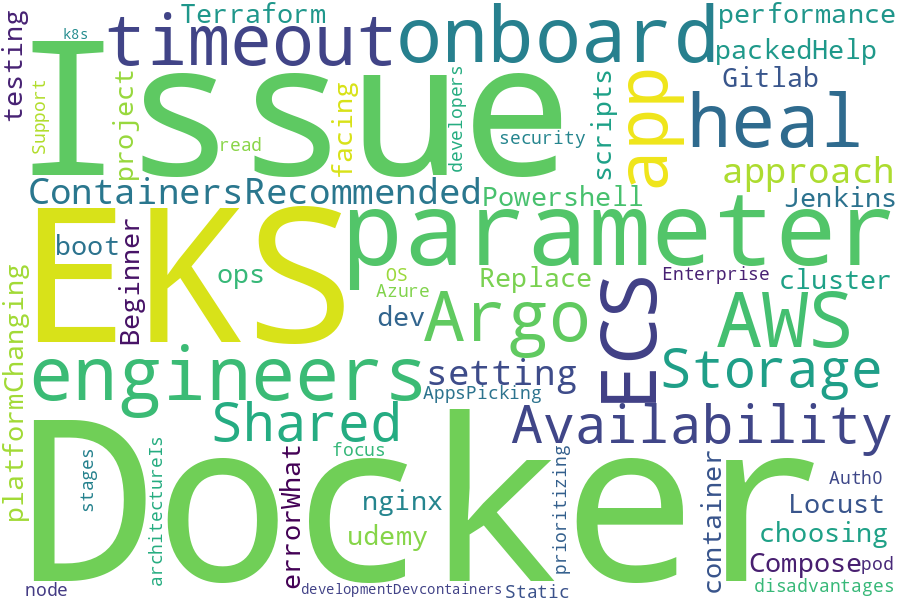 k8s
Terraform
performance
timeout
onboard
packedHelp
testing
Issue
Gitlab
Support
project
read
facing
developers
security
scripts
app
heal
approach
ContainersRecommended
Powershell
Jenkins
EKS
parameter
boot
Beginner
ops
OS
Azure
Replace
Enterprise
cluster
platformChanging
dev
Argo
ECS
AWS
engineers
setting
Storage
AppsPicking
Shared
Availability
stages
architectureIs
errorWhat
focus
nginx
udemy
prioritizing
container
Auth0
Locust
choosing
Docker
Compose
pod
node
developmentDevcontainers
Static
disadvantages